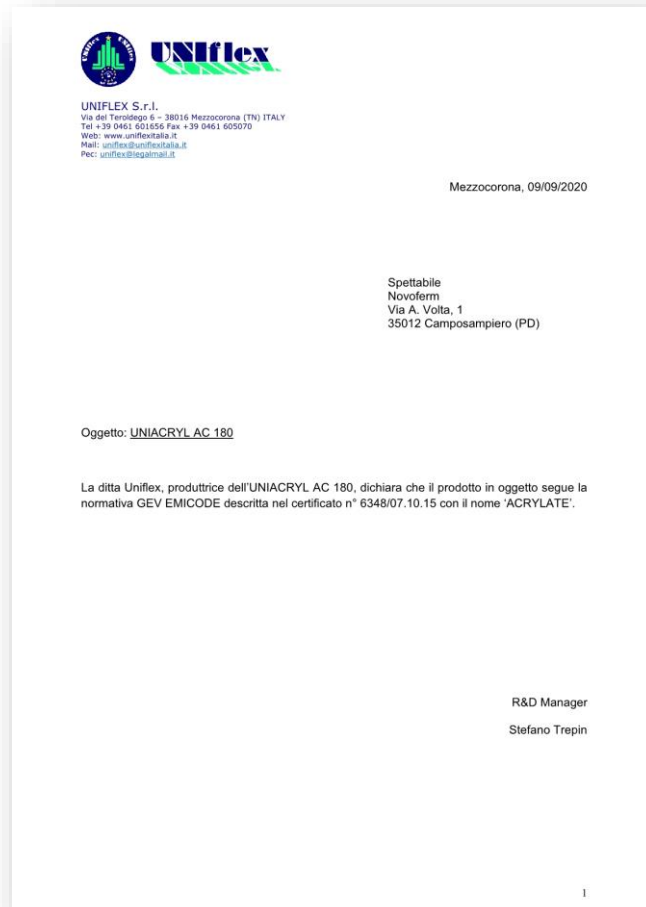 UNIflex UNIflex
UNIflex
UNIFLEX S.r.l.
Via del Teroldego 6 – 38016 Mezzocorona (TN) ITALY
Tel +39 0461 601656 Fax +39 0461 605070
Web: www.uniflexitalia.it
Mail: uniflex@uniflexitalia.it
Pec: uniflex@legalmail.it
Mezzocorona, 09/09/2020
Spettabile
Novoferm
Via A. Volta, 1
35012 Camposampiero (PD)
Oggetto: UNIACRYL AC 180
La ditta Uniflex, produttrice dell'UNIACRYL AC 180, dichiara che il prodotto in oggetto segue la
normativa GEV EMICODE descritta nel certificato n° 6348/07.10.15 con il nome 'ACRYLATE'.
R&D Manager
Stefano Trepin
1